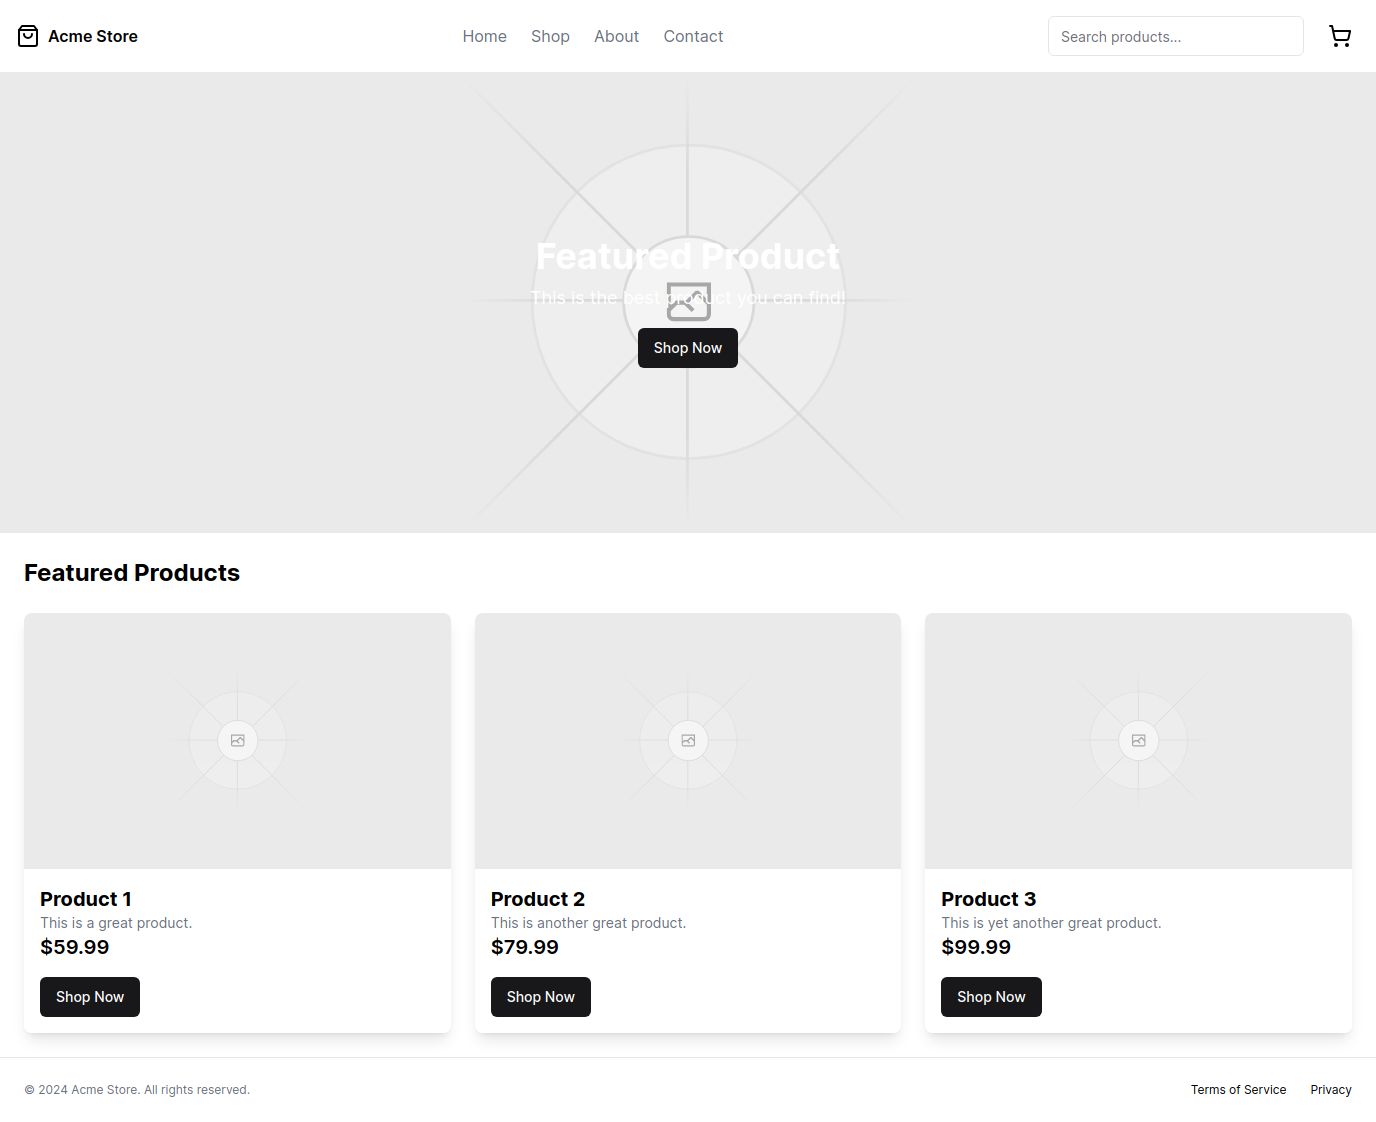 Acme Store
Home Shop About Contact
Search products...
Featured Product
This is the best product you can find!
Shop Now
Featured Products
Product 1
This is a great product.
$59.99
Shop Now
Product 2
This is another great product.
$79.99
Shop Now
Product 3
This is yet another great product.
$99.99
Shop Now
© 2024 Acme Store. All rights reserved.
Terms of Service Privacy